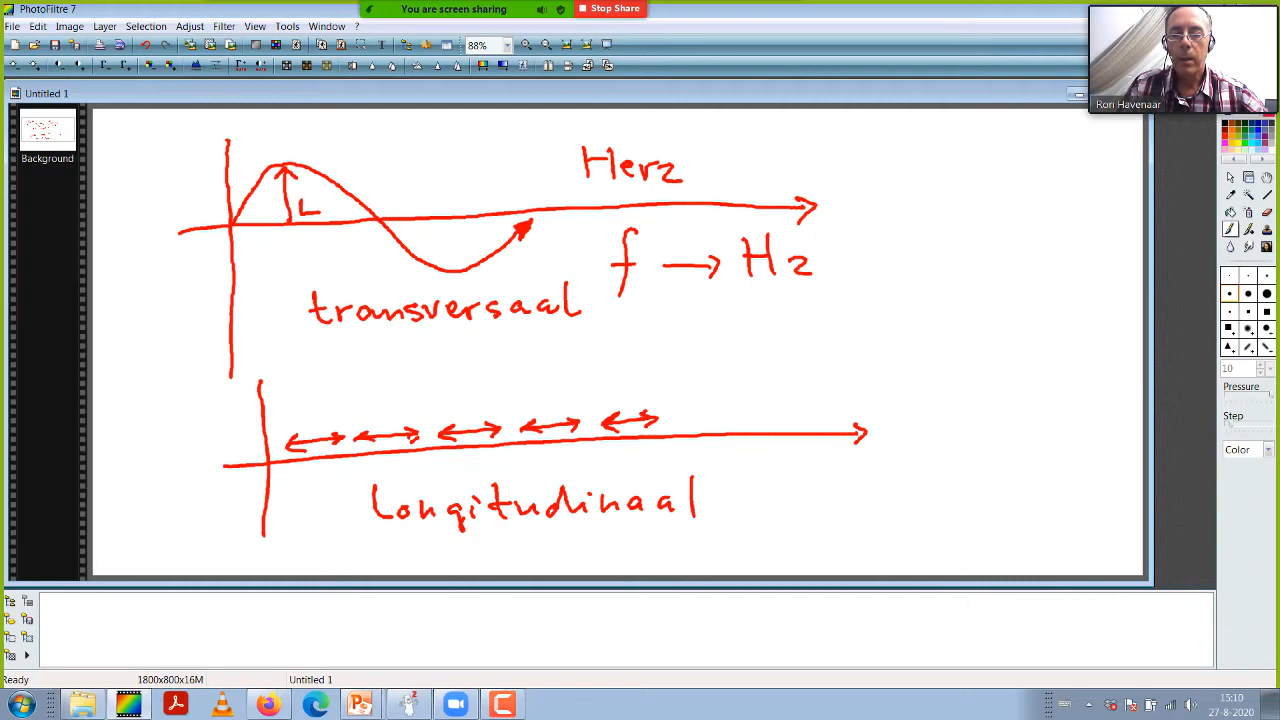 PhotoFiltre 7
You are screen sharing
Stop Share
File Edit Image Layer Selection Adjust Filter View Tools Window ?
88%
Untitled 1
Ron Havenaar
Background
Herz
L
f → Hz
transversaal
longitudinaal
10
Pressure
Step
Color
Ready
1800x800x16M
Untitled 1
2
15:10
27-8-2020